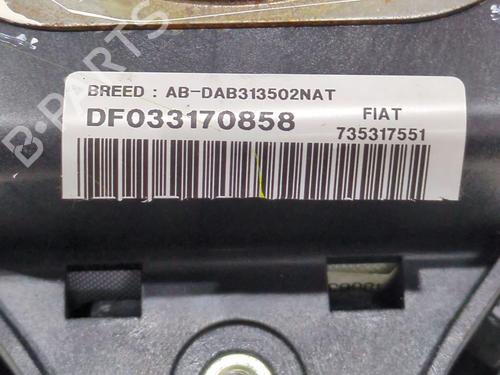 BREED : AB-DAB313502NAT
DF033170858
FIAT
735317551
B-PARTS